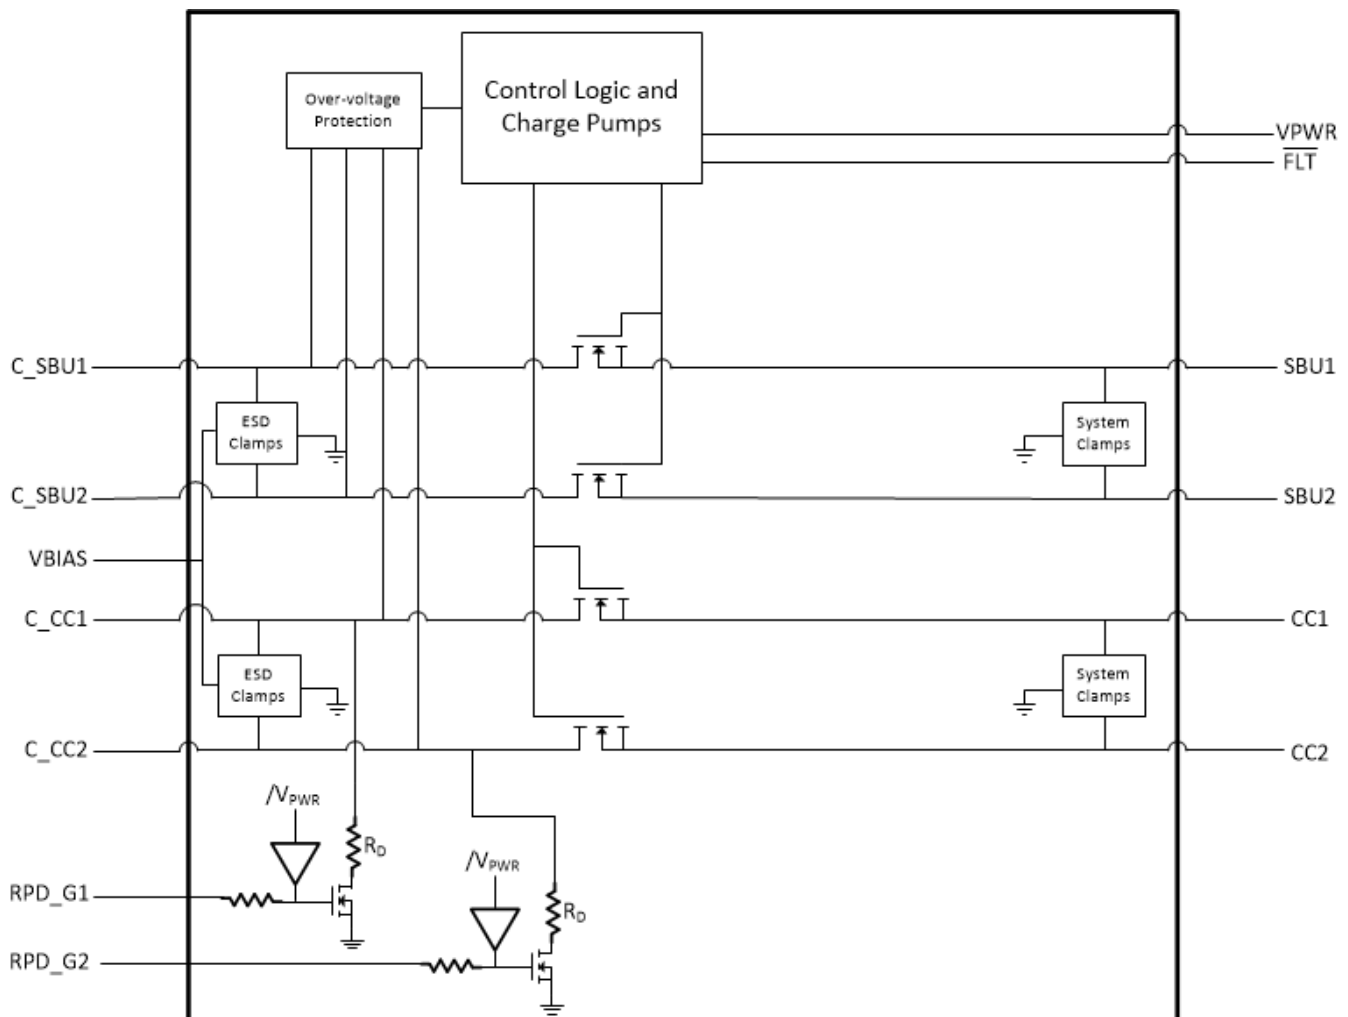 Control Logic and
Charge Pumps
Over-voltage
Protection
VPWR
FLT
C_SBU1
SBU1
ESD
Clamps
System
Clamps
C_SBU2
SBU2
VBIAS
C_CC1
CC1
ESD
Clamps
System
Clamps
C_CC2
CC2
/VPWR
RD
/VPWR
RPD_G1
RD
RPD_G2